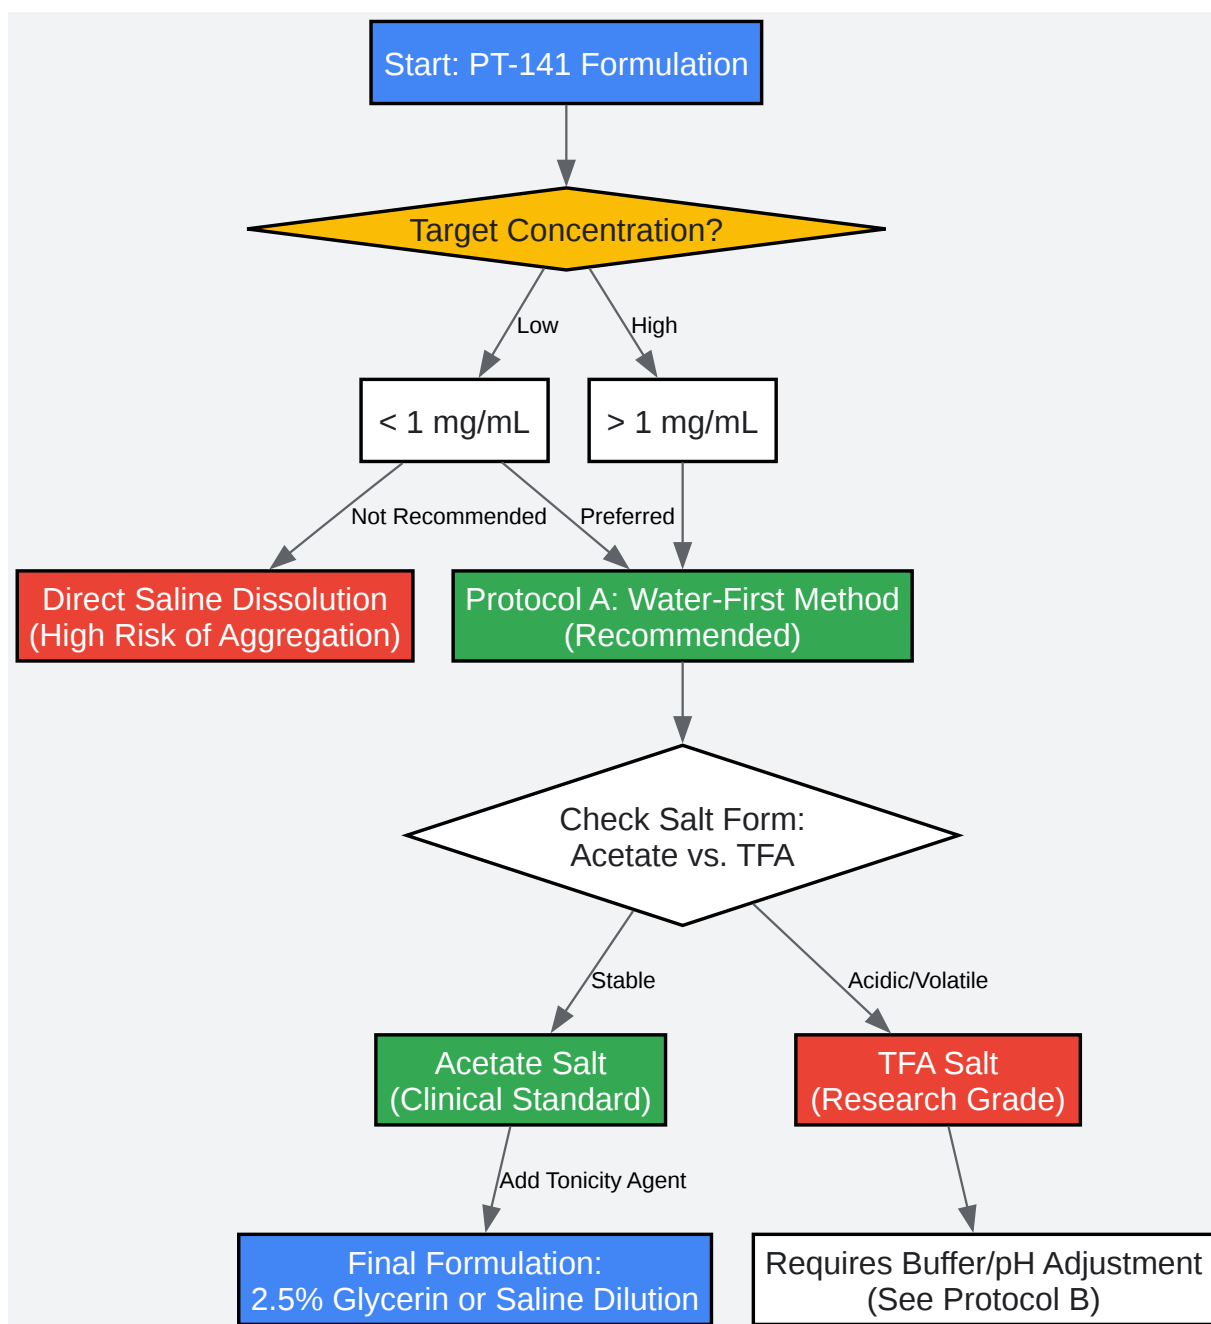 Start: PT-141 Formulation
Target Concentration?
Low
High
< 1 mg/mL
> 1 mg/mL
Not Recommended
Preferred
Direct Saline Dissolution
(High Risk of Aggregation)
Protocol A: Water-First Method
(Recommended)
Check Salt Form:
Acetate vs. TFA
Stable
Acidic/Volatile
Acetate Salt
(Clinical Standard)
TFA Salt
(Research Grade)
Add Tonicity Agent
Final Formulation:
2.5% Glycerin or Saline Dilution
Requires Buffer/pH Adjustment
(See Protocol B)